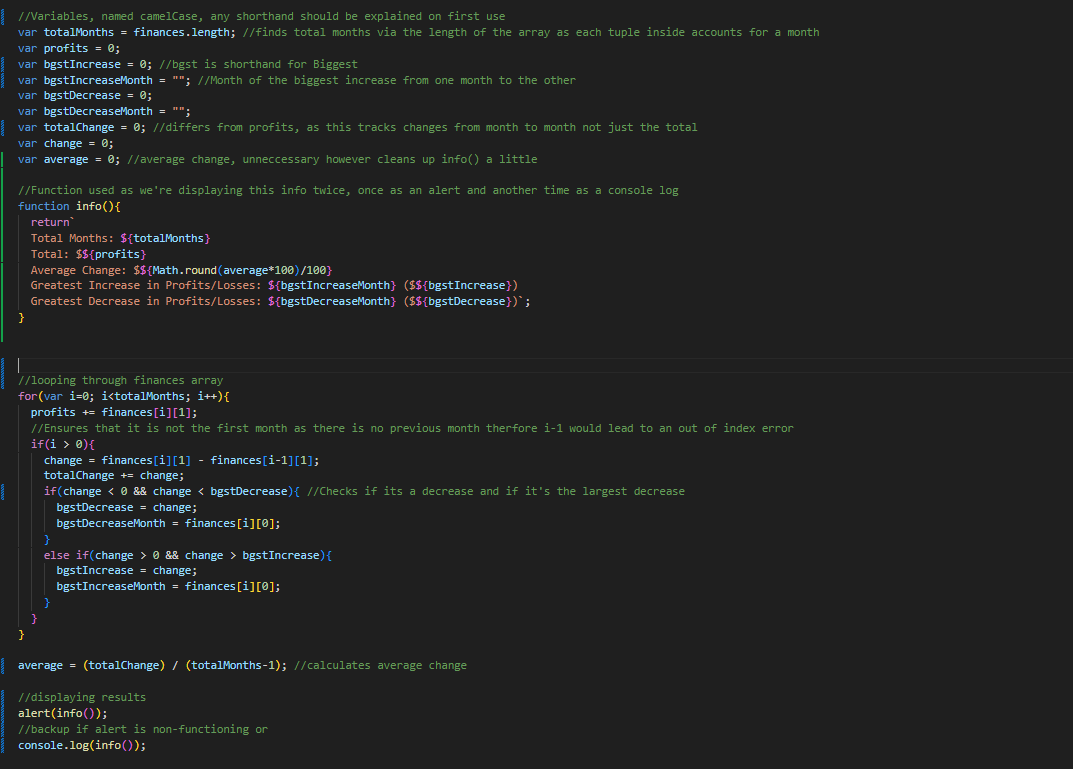 //Variables, named camelCase, any shorthand should be explained on first use
var totalMonths = finances.length; //finds total months via the length of the array as each tuple inside accounts for a month
var profits = 0;
var bgstIncrease = 0; //bgst is shorthand for Biggest
var bgstIncreaseMonth = ""; //Month of the biggest increase from one month to the other
var bgstDecrease = 0;
var bgstDecreaseMonth = "";
var totalChange = 0; //differs from profits, as this tracks changes from month to month not just the total
var change = 0;
var average = 0; //average change, unneccessary however cleans up info() a little
//Function used as we're displaying this info twice, once as an alert and another time as a console log
function info(){
return`
Total Months: ${totalMonths}
Total: $${profits}
Average Change: $${Math.round(average*100)/100}
Greatest Increase in Profits/Losses: ${bgstIncreaseMonth} ($${bgstIncrease})
Greatest Decrease in Profits/Losses: ${bgstDecreaseMonth} ($${bgstDecrease})`;
}
//looping through finances array
for(var i=0; i<totalMonths; i++){
profits += finances[i][1];
//Ensures that it is not the first month as there is no previous month therfore i-1 would lead to an out of index error
if(i > 0){
change = finances[i][1] - finances[i-1][1];
totalChange += change;
if(change < 0 && change < bgstDecrease){ //Checks if its a decrease and if it's the largest decrease
bgstDecrease = change;
bgstDecreaseMonth = finances[i][0];
}
else if(change > 0 && change > bgstIncrease){
bgstIncrease = change;
bgstIncreaseMonth = finances[i][0];
}
}
}
average = (totalChange) / (totalMonths-1); //calculates average change
//displaying results
alert(info());
//backup if alert is non-functioning or
console.log(info());